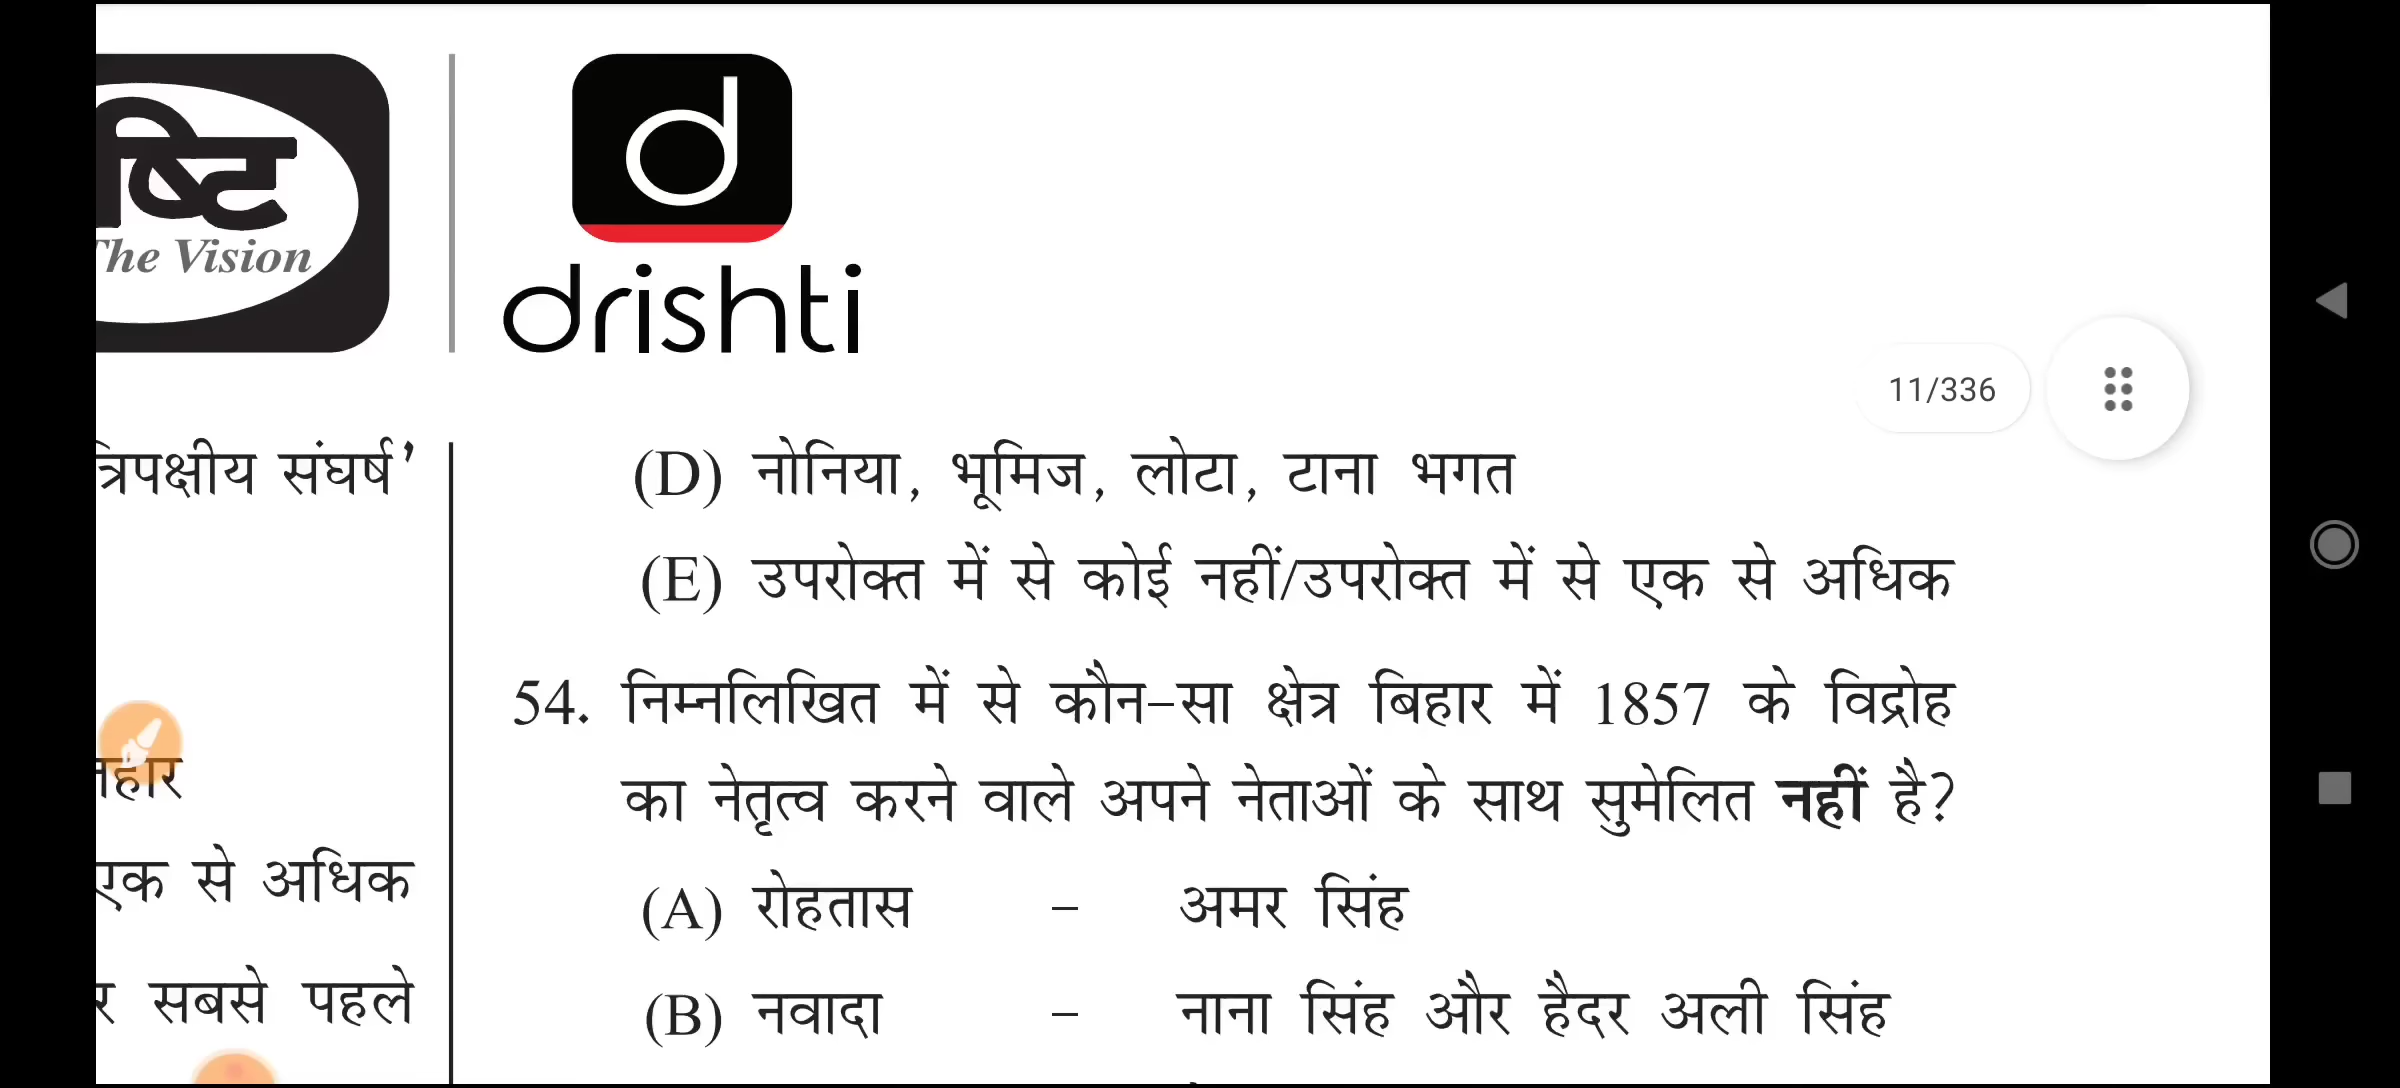 ष्टि
The Vision
drishti
11/336
त्रिपक्षीय संघर्ष'
एक से अधिक
र सबसे पहले
(D) नोनिया, भूमिज, लोटा, टाना भगत
(E) उपरोक्त में से कोई नहीं/उपरोक्त में से एक से अधिक
54. निम्नलिखित में से कौन-सा क्षेत्र बिहार में 1857 के विद्रोह
का नेतृत्व करने वाले अपने नेताओं के साथ सुमेलित नहीं है?
(A) रोहतास – अमर सिंह
(B) नवादा – नाना सिंह और हैदर अली सिंह